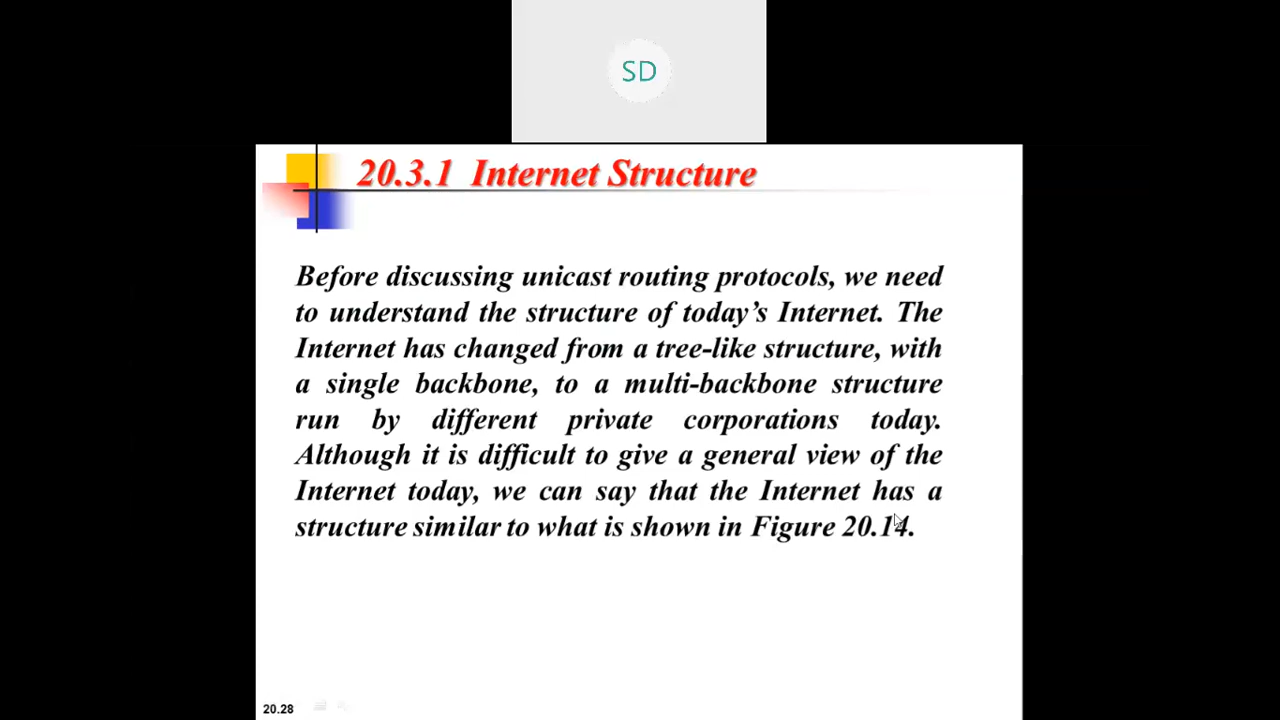 SD
20.3.1 Internet Structure
Before discussing unicast routing protocols, we need
to understand the structure of today’s Internet. The
Internet has changed from a tree-like structure, with
a single backbone, to a multi-backbone structure
run by different private corporations today.
Although it is difficult to give a general view of the
Internet today, we can say that the Internet has a
structure similar to what is shown in Figure 20.14.
20.28